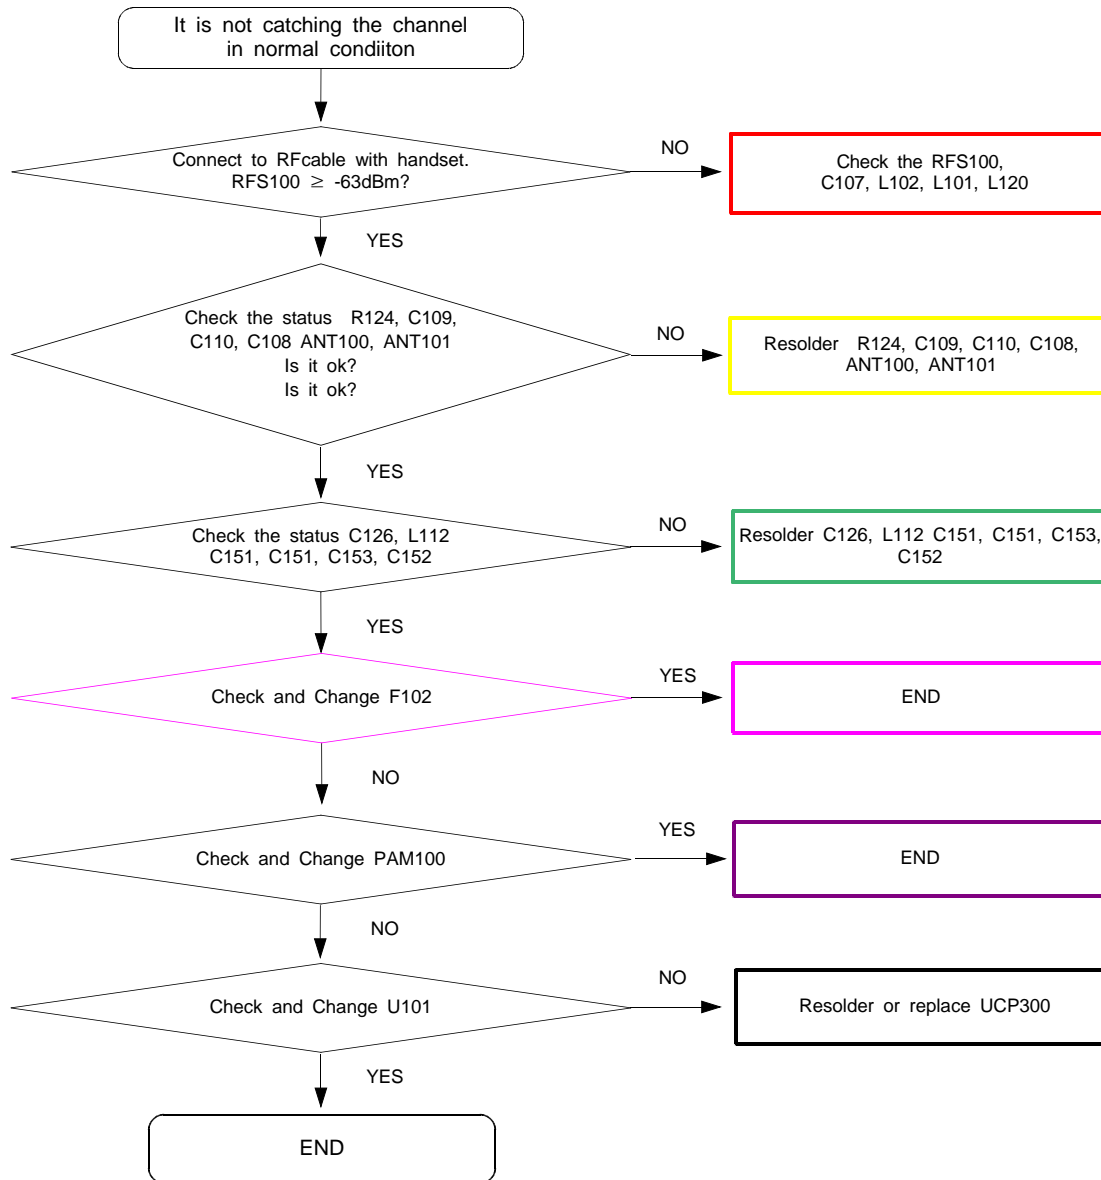 It is not catching the channel
in normal condiiton
Connect to RFcable with handset.
RFS100 ≥ -63dBm?
NO
Check the RFS100,
C107, L102, L101, L120
YES
Check the status R124, C109,
C110, C108 ANT100, ANT101
Is it ok?
Is it ok?
NO
Resolder R124, C109, C110, C108,
ANT100, ANT101
YES
Check the status C126, L112
C151, C151, C153, C152
NO
Resolder C126, L112 C151, C151, C153,
C152
YES
Check and Change F102
YES
END
NO
Check and Change PAM100
YES
END
NO
Check and Change U101
NO
Resolder or replace UCP300
YES
END